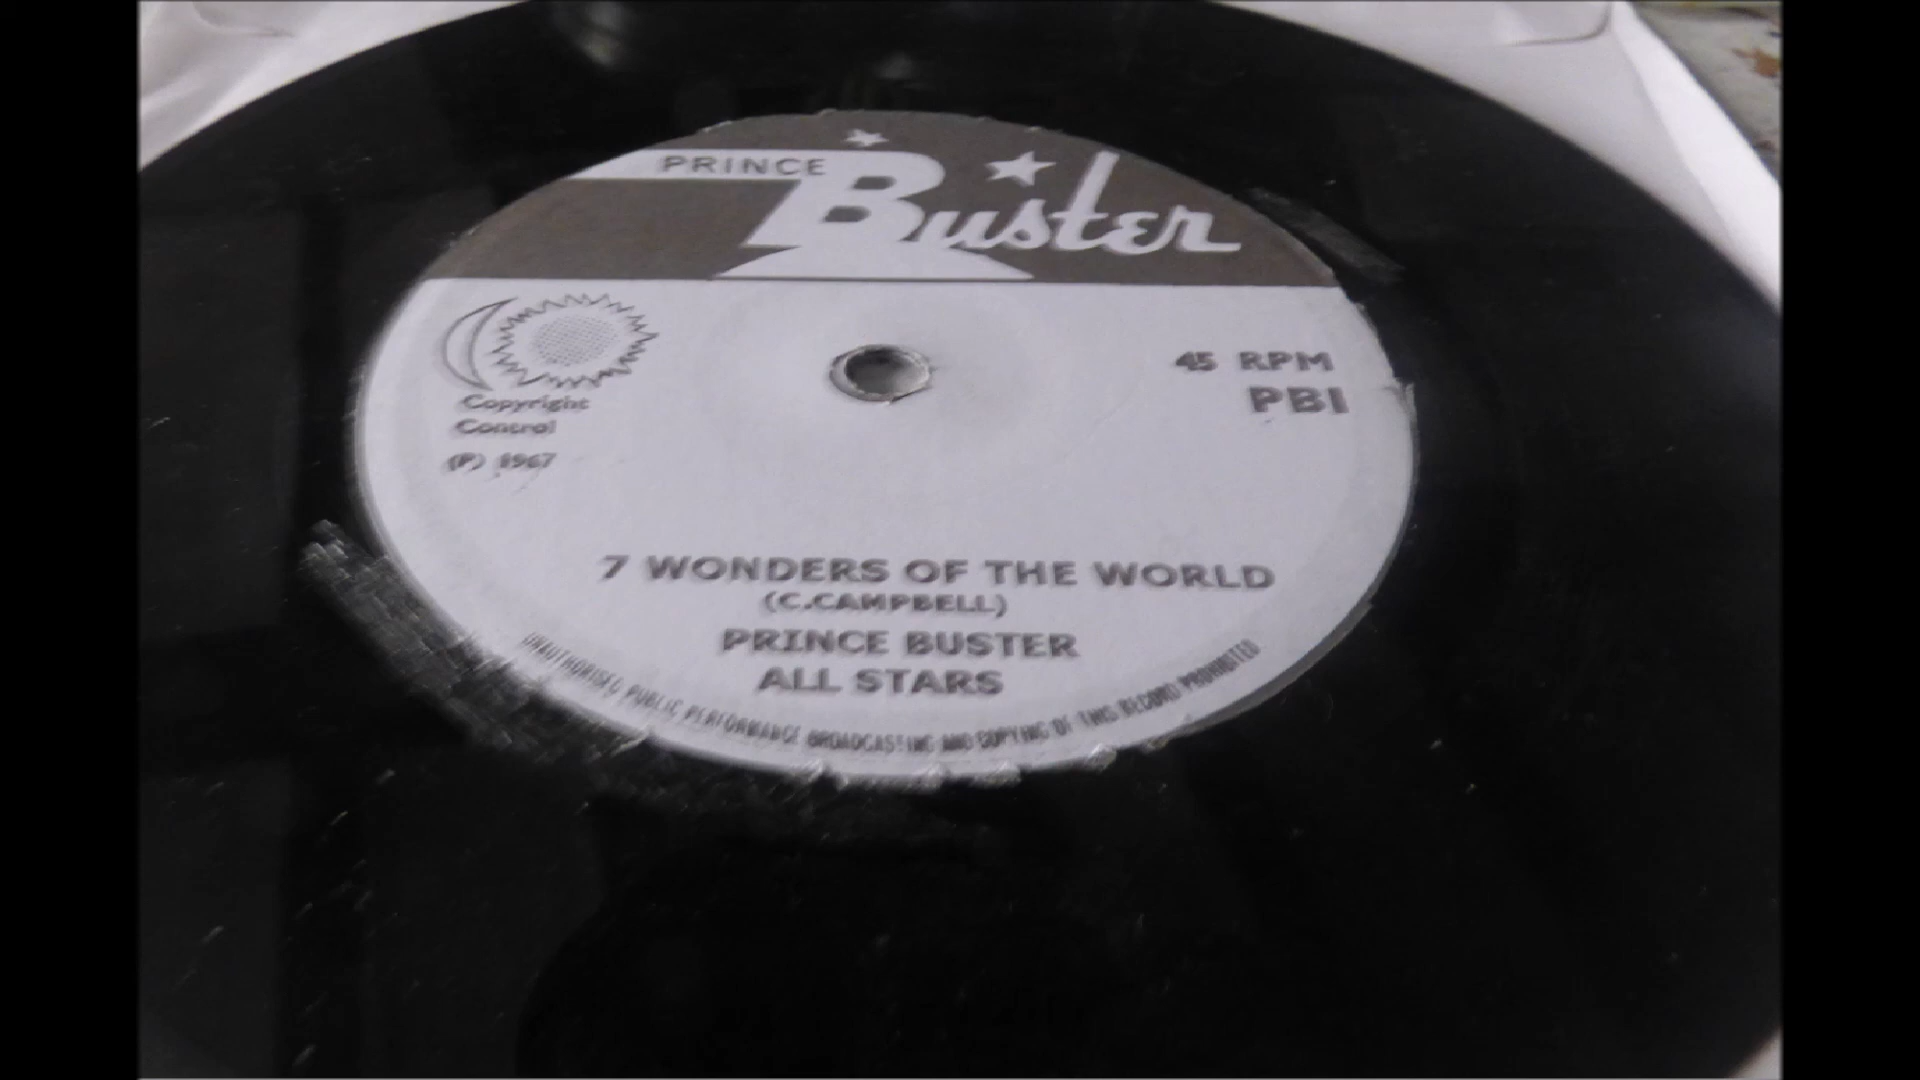 PRINCE
Buster
45 RPM
PB1
Copyright
Control
(P) 1967
7 WONDERS OF THE WORLD
(C.CAMPBELL)
PRINCE BUSTER
ALL STARS
UNAUTHORISED PUBLIC PERFORMANCE BROADCASTING AND COPYING OF THIS RECORD PROHIBITED